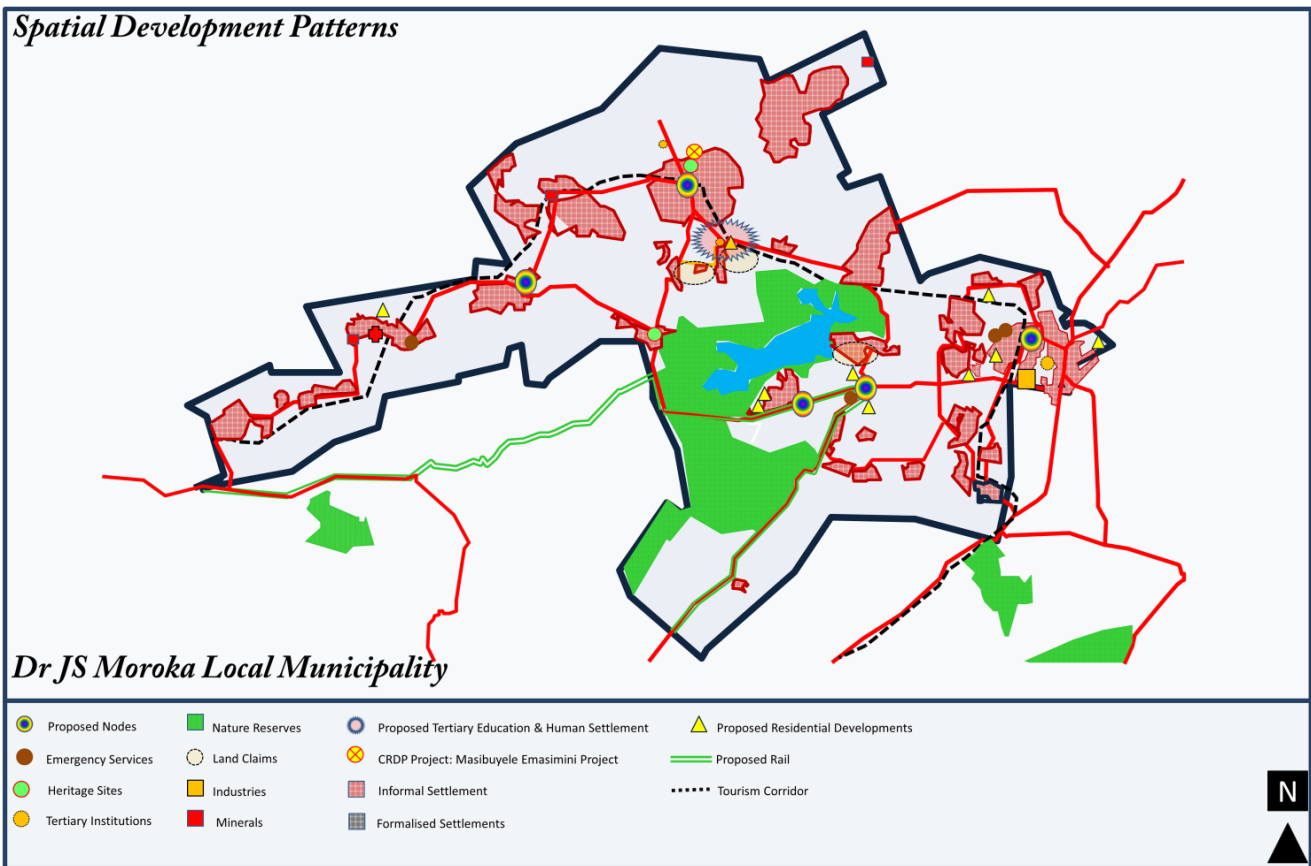 Spatial Development Patterns
Dr JS Moroka Local Municipality
Proposed Nodes
Nature Reserves
Proposed Tertiary Education & Human Settlement
Proposed Residential Developments
Emergency Services
Land Claims
CRDP Project: Masibuyele Emasimini Project
Proposed Rail
Heritage Sites
Industries
Informal Settlement
Tourism Corridor
Tertiary Institutions
Minerals
Formalised Settlements
N